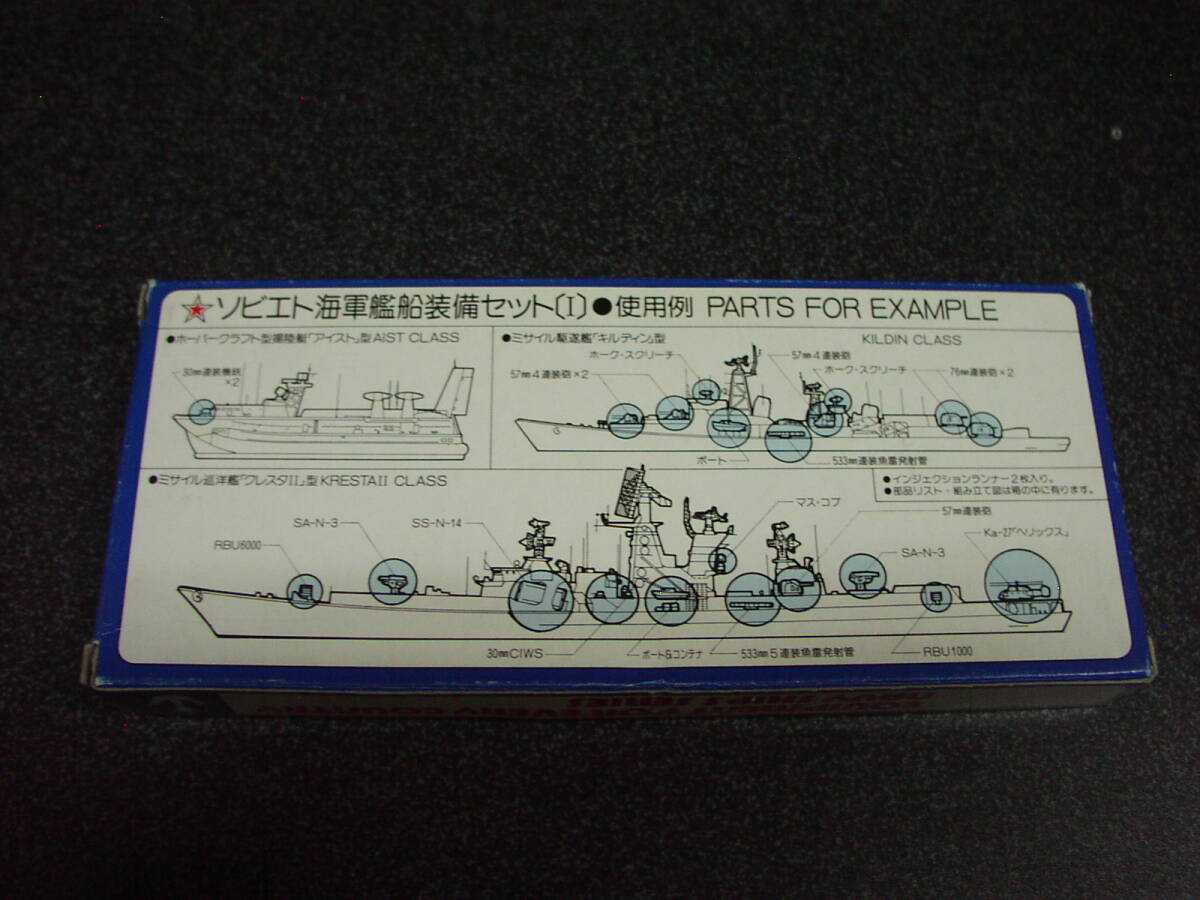 ソビエト海軍艦船装備セット〔I〕●使用例 PARTS FOR EXAMPLE
●ホーバークラフト型揚陸艇「アイスト」型 AIST CLASS
30mm連装機銃
×2
●ミサイル駆逐艦「キルディン」型
KILDIN CLASS
ホーク・スクリーチ
57mm4連装砲
57mm4連装砲×2
ホーク・スクリーチ
76mm連装砲×2
ボート
533mm連装魚雷発射管
●ミサイル巡洋艦「クレスタII」型 KRESTAII CLASS
●インジェクションランナー2枚入り。
●部品リスト・組み立て図は箱の中に有ります。
マス・コブ
57mm連装砲
SA-N-3
SS-N-14
Ka-27「ヘリックス」
RBU6000
SA-N-3
30mmCIWS
ボート&コンテナ
533mm5連装魚雷発射管
RBU1000